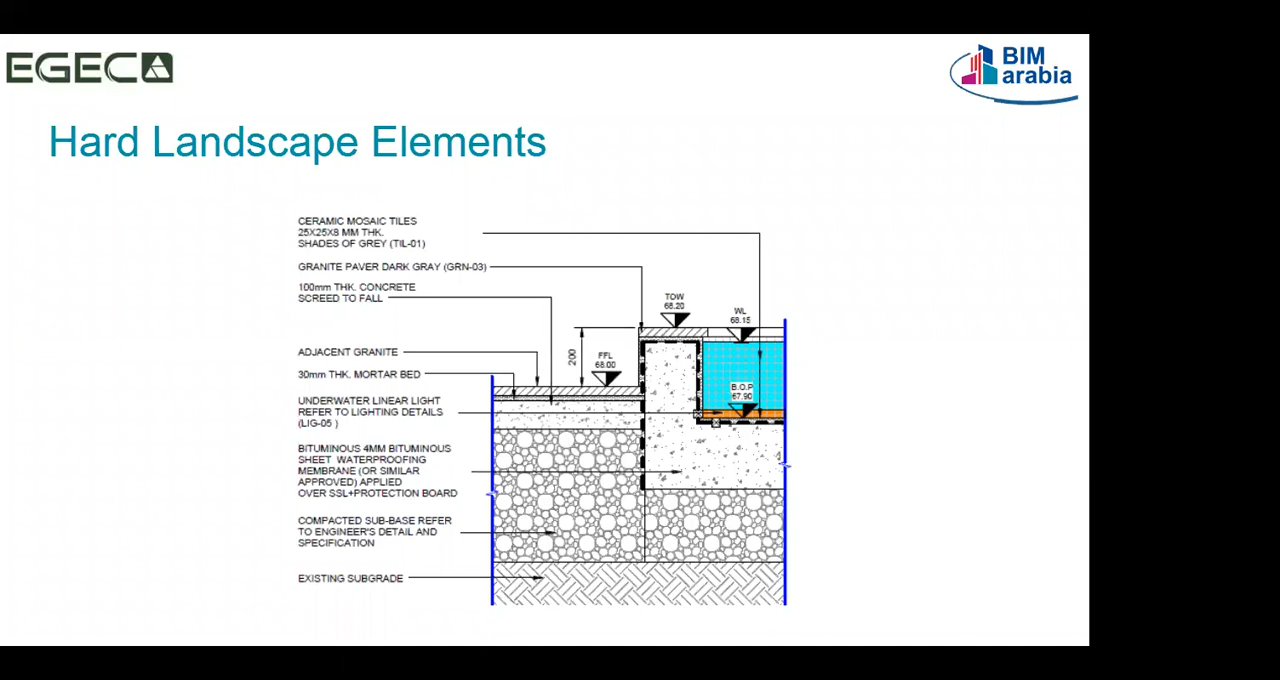 EGECA
BIM
arabia
Hard Landscape Elements
CERAMIC MOSAIC TILES
25X25X8 MM THK.
SHADES OF GREY (TIL-01)
GRANITE PAVER DARK GRAY (GRN-03)
100mm THK. CONCRETE
SCREED TO FALL
TOW
68.20
WL
68.15
200
FFL
68.00
ADJACENT GRANITE
30mm THK. MORTAR BED
B.O.P
67.90
UNDERWATER LINEAR LIGHT
REFER TO LIGHTING DETAILS
(LIG-05 )
BITUMINOUS 4MM BITUMINOUS
SHEET WATERPROOFING
MEMBRANE (OR SIMILAR
APPROVED) APPLIED
OVER SSL+PROTECTION BOARD
COMPACTED SUB-BASE REFER
TO ENGINEER'S DETAIL AND
SPECIFICATION
EXISTING SUBGRADE